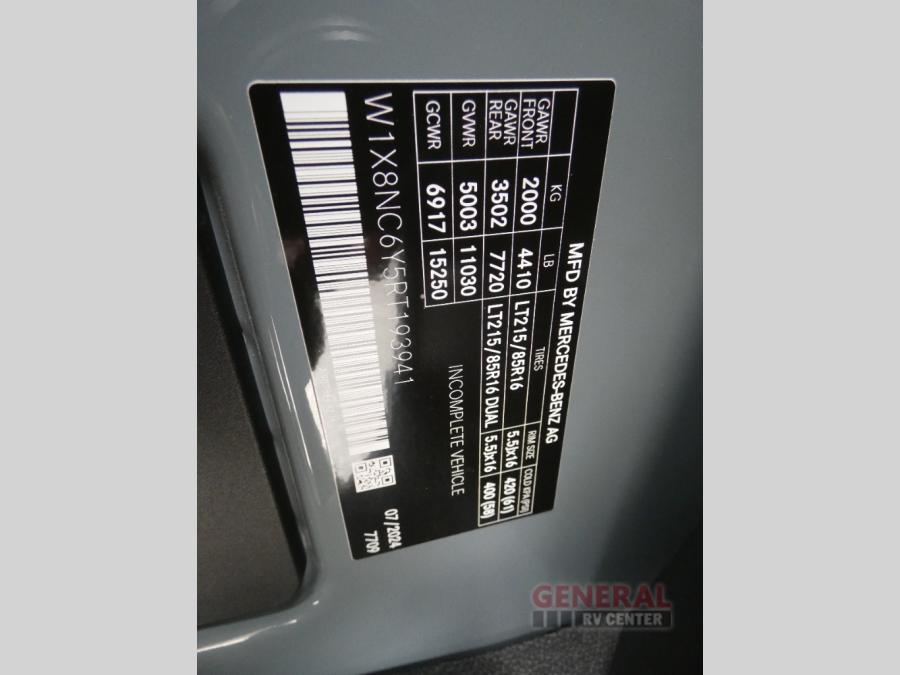 MFD BY MERCEDES-BENZ AG
KG LB TIRES RIM SIZE COLD KPA (PSI)
GAWR FRONT 2000 4410 LT215/85R16 5.5Jx16 420 (61)
GAWR REAR 3502 7720 LT215/85R16 DUAL 5.5Jx16 400 (58)
GVWR 5003 11030
GCWR 6917 15250
INCOMPLETE VEHICLE
W1X8NC6Y5RT193941
07/2024
7709
GENERAL
RV CENTER